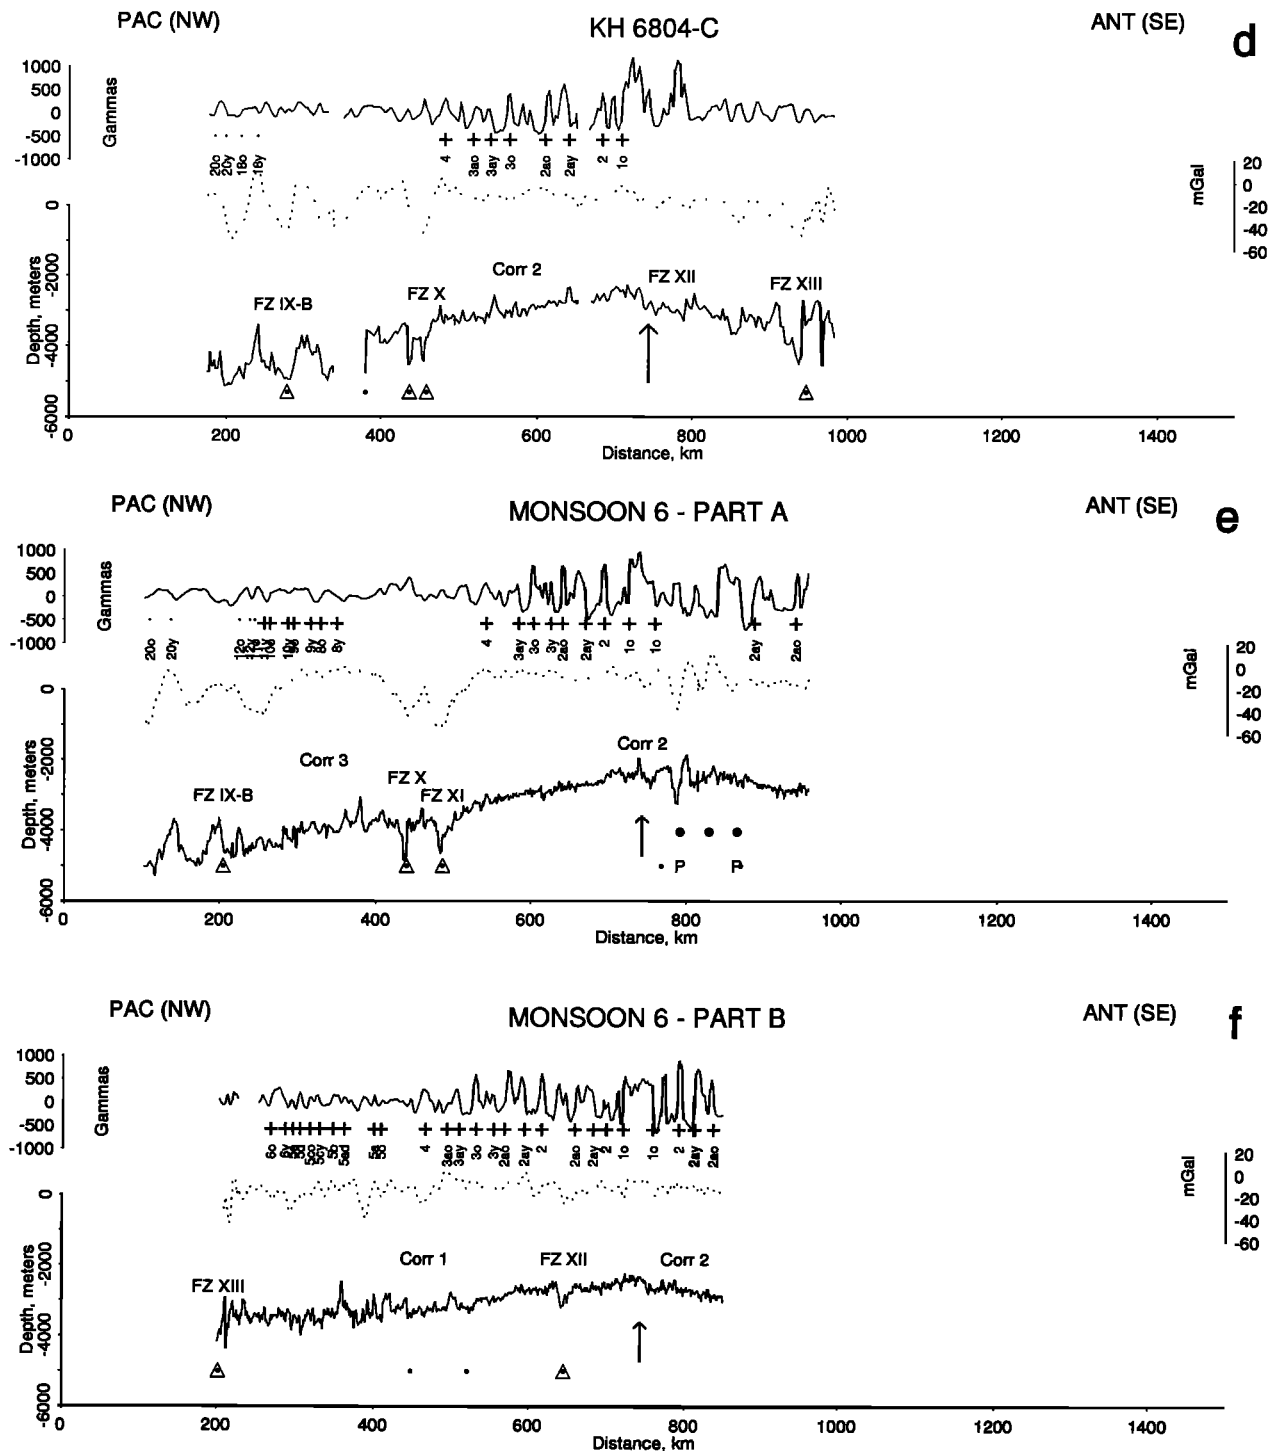 PAC (NW)
KH 6804-C
ANT (SE)
d
1000
500
0
-500
-1000
Gammas
20o 20y 18o 18y 4 3ao 3ay 3o 2ao 2ay 2 1o
20
0
-20
-40
-60
mGal
0
-2000
-4000
-6000
Depth, meters
FZ IX-B
FZ X
Corr 2
FZ XII
FZ XIII
0 200 400 600 800 1000 1200 1400
Distance, km
PAC (NW)
MONSOON 6 - PART A
ANT (SE)
e
1000
500
0
-500
-1000
Gammas
20o 20y 12o 10y 9y 6y 4 3ay 3o 3y 2ao 2ay 2 1o 1o 2ay 2ao
20
0
-20
-40
-60
mGal
0
-2000
-4000
-6000
Depth, meters
FZ IX-B
Corr 3
FZ X
FZ XI
Corr 2
P P
0 200 400 600 800 1000 1200 1400
Distance, km
PAC (NW)
MONSOON 6 - PART B
ANT (SE)
f
1000
500
0
-500
-1000
Gammas
6o 6y 5cy 5b 5ad 5a 4 3ao 3ay 3o 3y 2ao 2ay 2 2ao 2ay 2 1o 1o 2 2ay 2ao
20
0
-20
-40
-60
mGal
0
-2000
-4000
-6000
Depth, meters
FZ XIII
Corr 1
FZ XII
Corr 2
0 200 400 600 800 1000 1200 1400
Distance, km